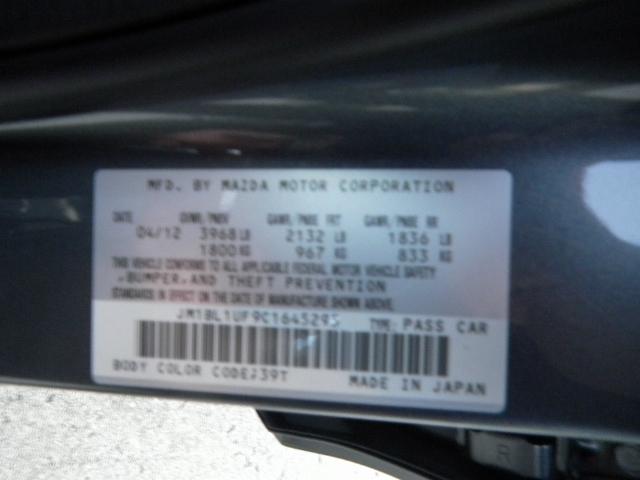 MFD. BY MAZDA MOTOR CORPORATION
DATE GVWR/PNBV GAWR/PNBE FRT GAWR/PNBE RR
04/12 3968 LB 2132 LB 1836 LB
1800 KG 967 KG 833 KG
THIS VEHICLE CONFORMS TO ALL APPLICABLE FEDERAL MOTOR VEHICLE SAFETY
,BUMPER,AND THEFT PREVENTION
STANDARDS IN EFFECT ON THE DATE OF MANUFACTURE SHOWN ABOVE.
JM1BL1UF9C1645295 TYPE: PASS CAR
BODY COLOR CODE:J39T MADE IN JAPAN
R